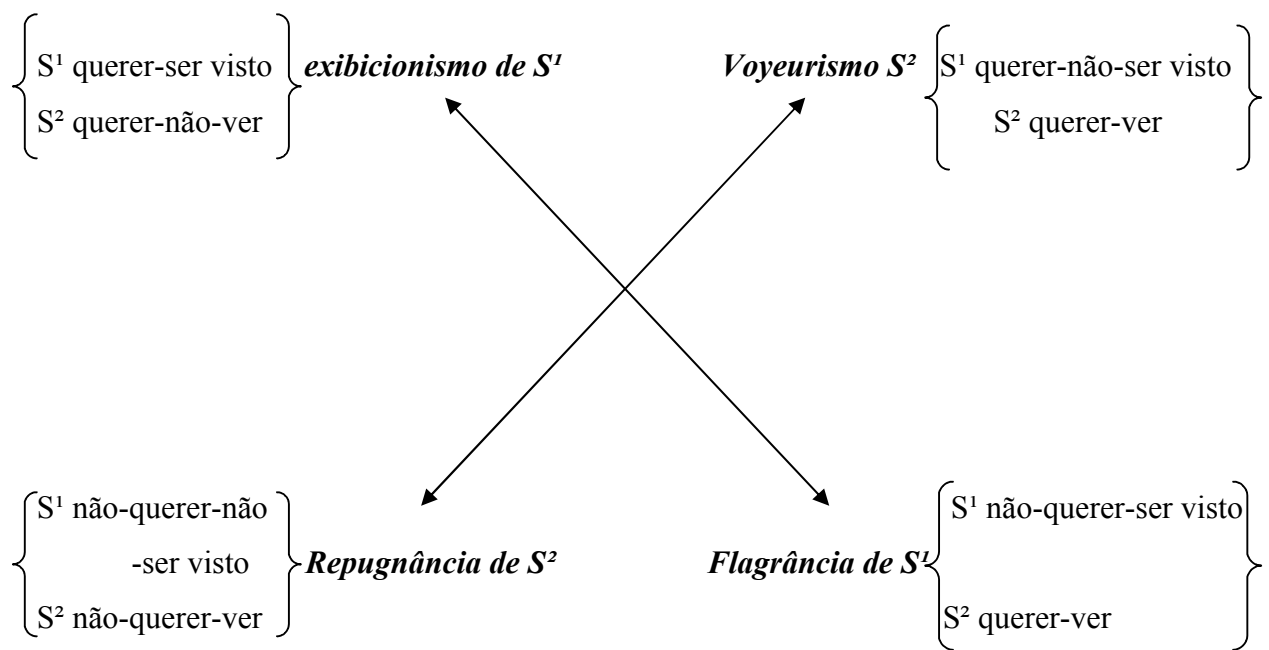 S¹ querer-ser visto
S² querer-não-ver
exibicionismo de S¹
Voyeurismo S²
S¹ querer-não-ser visto
S² querer-ver
S¹ não-querer-não
-ser visto
S² não-querer-ver
Repugnância de S²
Flagrância de S¹
S¹ não-querer-ser visto
S² querer-ver